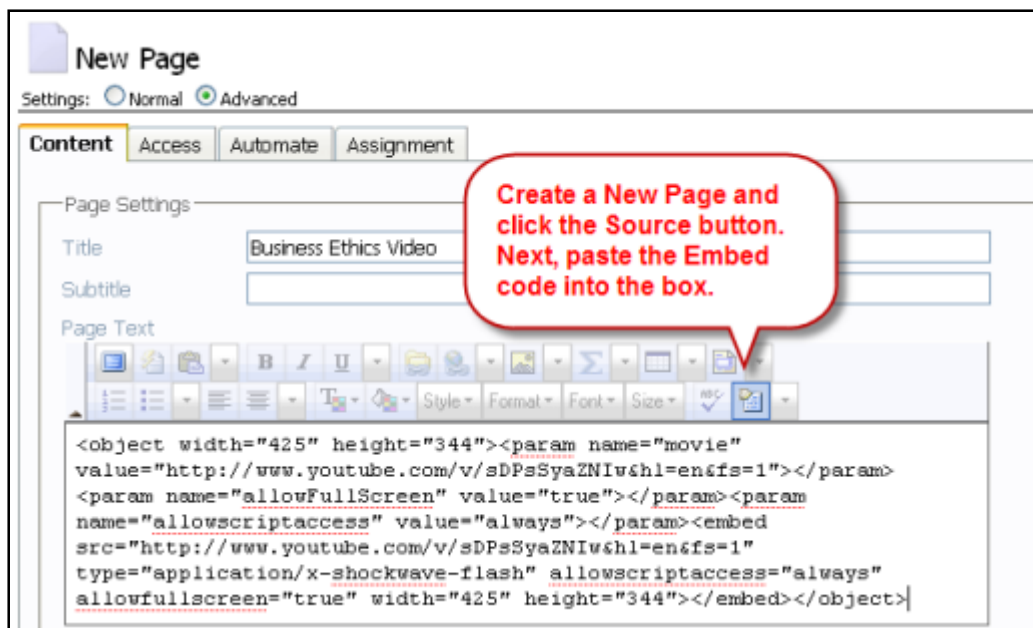 New Page
Settings: Normal Advanced
Content Access Automate Assignment
Page Settings
Title Business Ethics Video
Subtitle
Page Text
Create a New Page and
click the Source button.
Next, paste the Embed
code into the box.
B I U Σ
T Style Format Font Size ABC
<object width="425" height="344"><param name="movie"
value="http://www.youtube.com/v/sDPsSyaZNIw&hl=en&fs=1"></param>
<param name="allowFullScreen" value="true"></param><param
name="allowscriptaccess" value="always"></param><embed
src="http://www.youtube.com/v/sDPsSyaZNIw&hl=en&fs=1"
type="application/x-shockwave-flash" allowscriptaccess="always"
allowfullscreen="true" width="425" height="344"></embed></object>